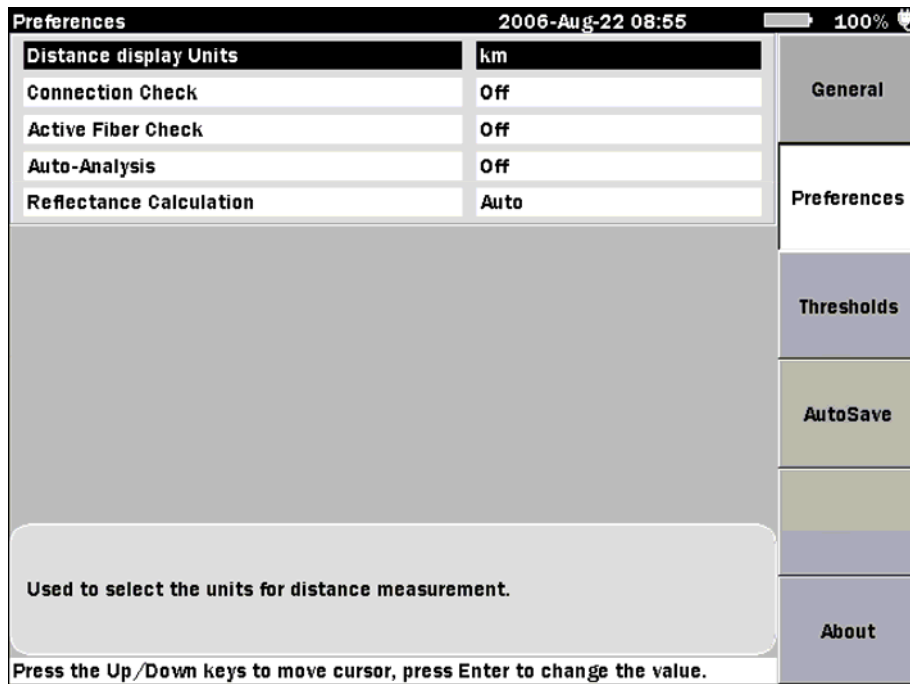 Preferences 2006-Aug-22 08:55 100%
Distance display Units km
Connection Check Off
Active Fiber Check Off
Auto-Analysis Off
Reflectance Calculation Auto
General
Preferences
Thresholds
AutoSave
About
Used to select the units for distance measurement.
Press the Up/Down keys to move cursor, press Enter to change the value.